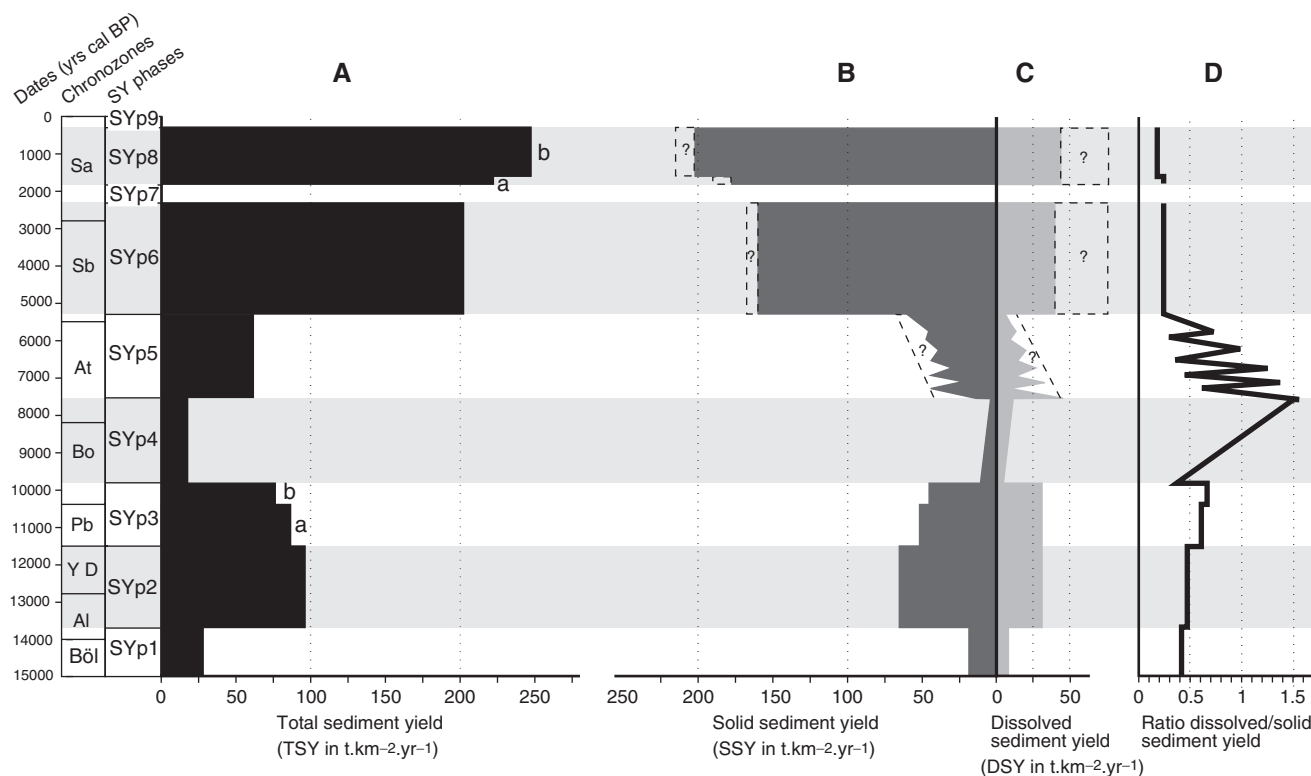 Dates (yrs cal BP)
Chronozones
SY phases
A
B
C
D
0
1000
2000
3000
4000
5000
6000
7000
8000
9000
10000
11000
12000
13000
14000
15000
Sa
Sb
At
Bo
Pb
Y D
Al
Böl
SYp9
SYp8
SYp7
SYp6
SYp5
SYp4
SYp3
SYp2
SYp1
b
a
b
a
?
?
?
?
?
?
0 50 100 150 200 250
250 200 150 100 50 0 50
0 0.5 1 1.5
Total sediment yield
(TSY in t.km–2.yr–1)
Solid sediment yield
(SSY in t.km–2.yr–1)
Dissolved
sediment yield
(DSY in t.km–2.yr–1)
Ratio dissolved/solid
sediment yield